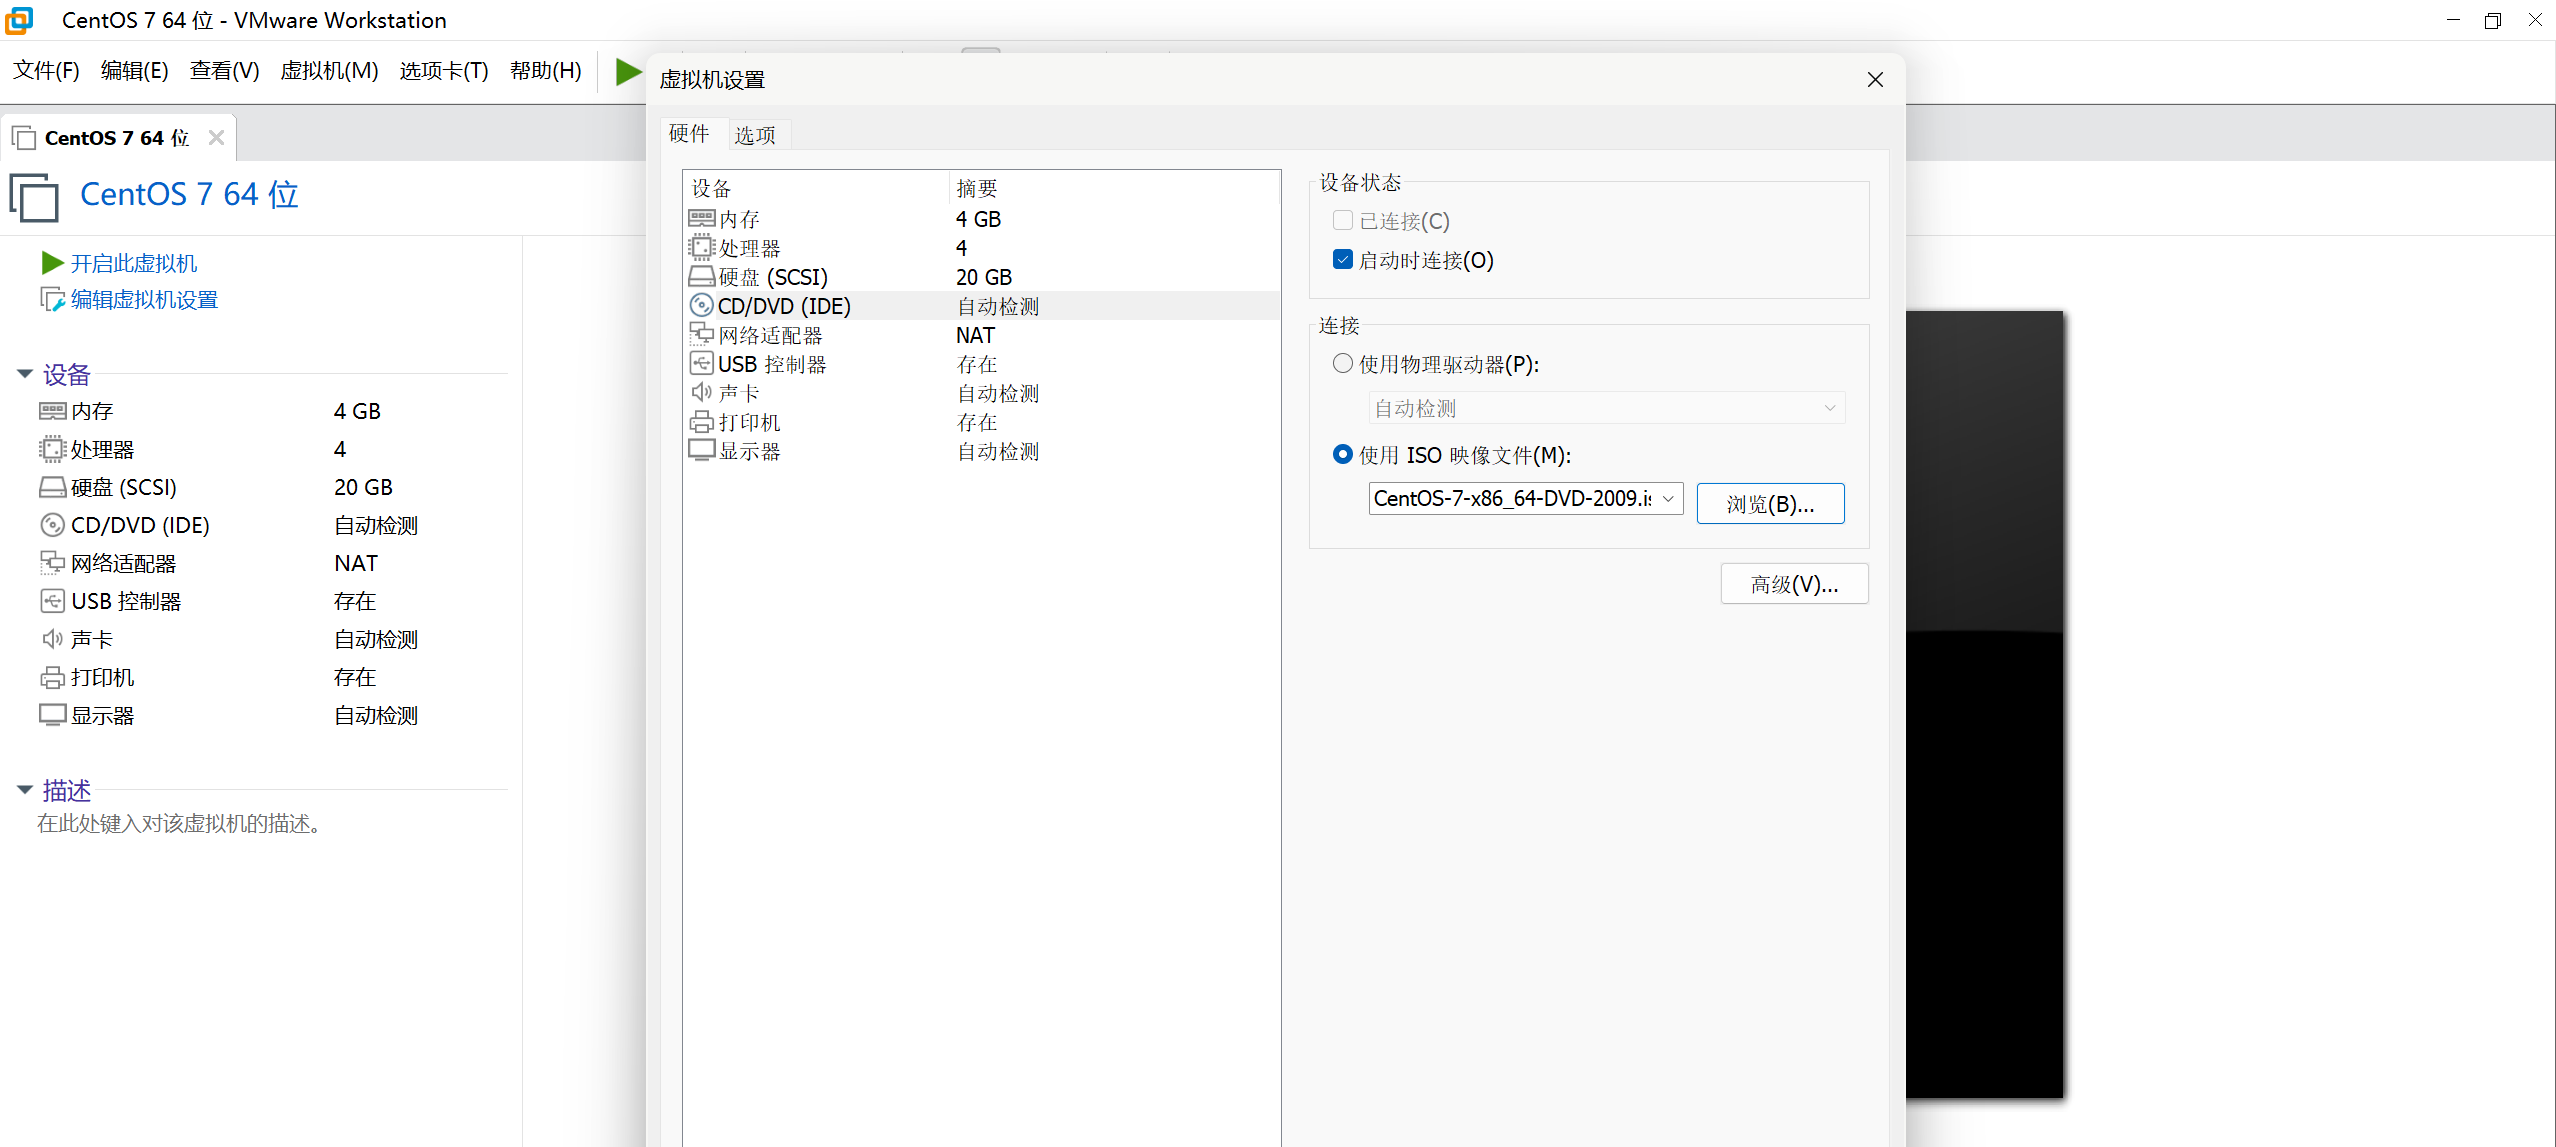 CentOS 7 64 位 - VMware Workstation
文件(F) 编辑(E) 查看(V) 虚拟机(M) 选项卡(T) 帮助(H)
CentOS 7 64 位
CentOS 7 64 位
开启此虚拟机
编辑虚拟机设置
设备
内存 4 GB
处理器 4
硬盘 (SCSI) 20 GB
CD/DVD (IDE) 自动检测
网络适配器 NAT
USB 控制器 存在
声卡 自动检测
打印机 存在
显示器 自动检测
描述
在此处键入对该虚拟机的描述。
虚拟机设置
硬件 选项
设备 摘要
内存 4 GB
处理器 4
硬盘 (SCSI) 20 GB
CD/DVD (IDE) 自动检测
网络适配器 NAT
USB 控制器 存在
声卡 自动检测
打印机 存在
显示器 自动检测
设备状态
已连接(C)
启动时连接(O)
连接
使用物理驱动器(P):
自动检测
使用 ISO 映像文件(M):
CentOS-7-x86_64-DVD-2009.is
浏览(B)...
高级(V)...